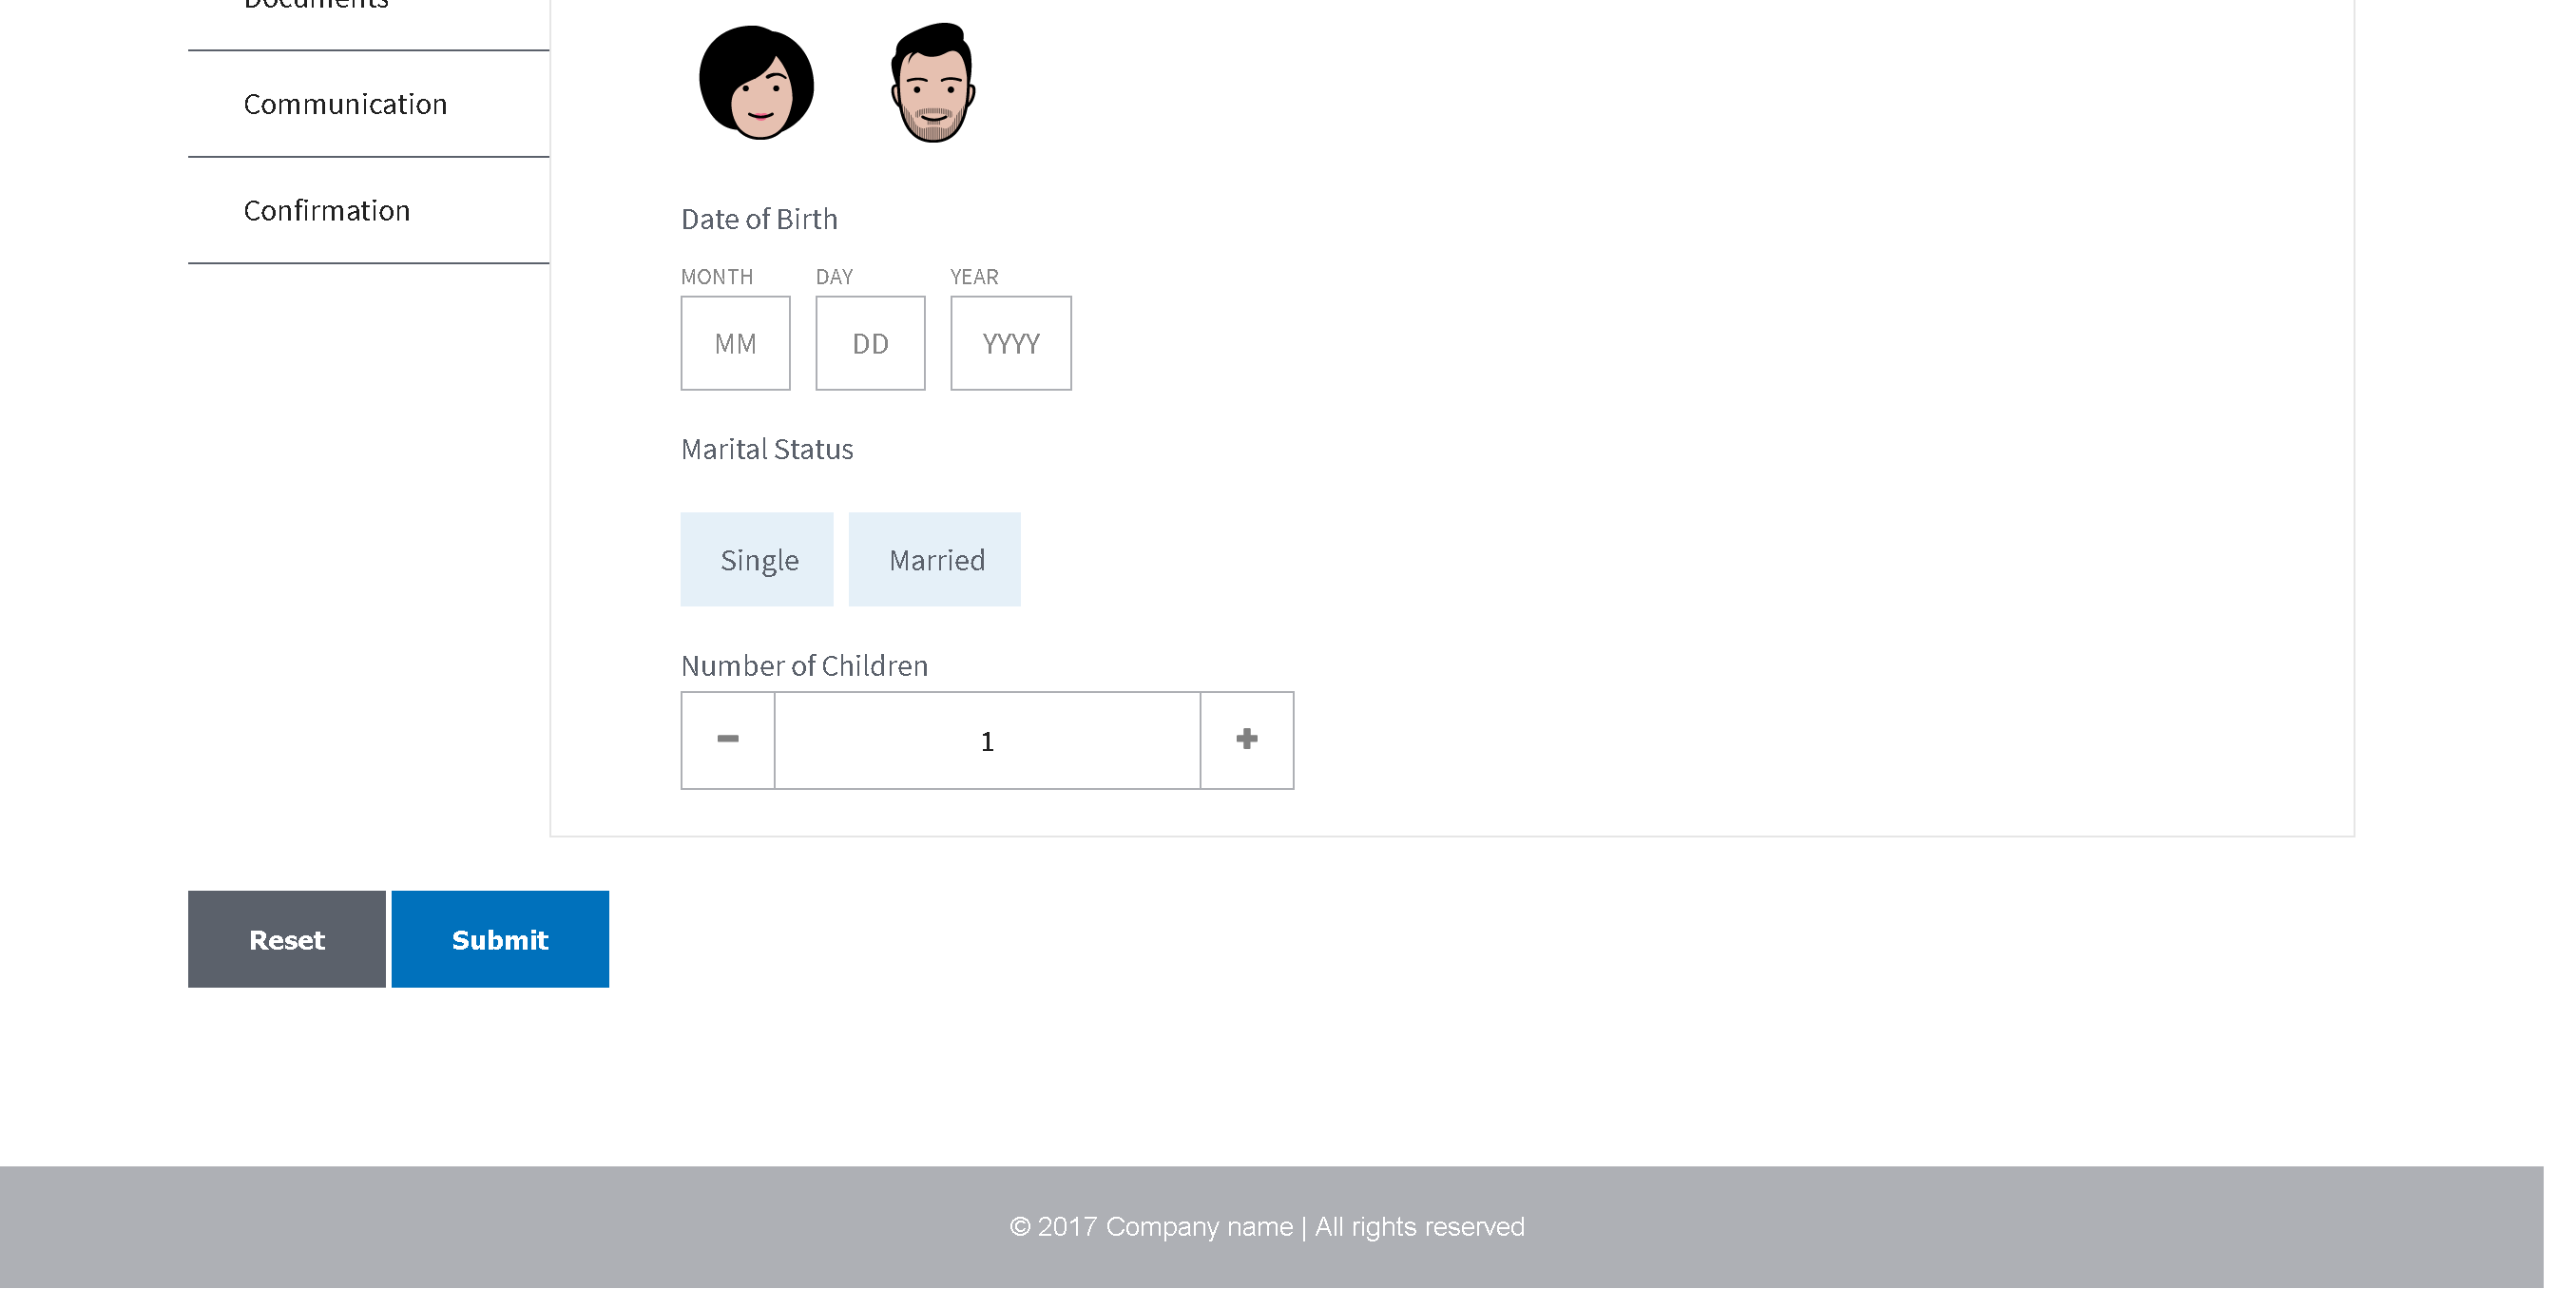 Documents
Communication
Confirmation
Date of Birth
MONTH DAY YEAR
MM DD YYYY
Marital Status
Single Married
Number of Children
1
Reset Submit
© 2017 Company name | All rights reserved